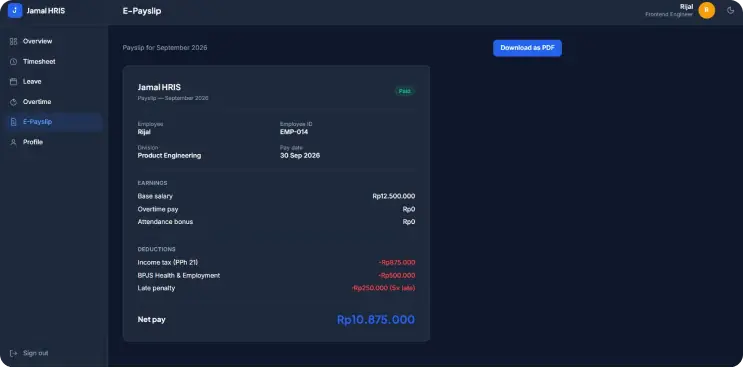 J Jamal HRIS
E-Payslip
Rijal
Frontend Engineer
R
Overview
Timesheet
Leave
Overtime
E-Payslip
Profile
Sign out
Payslip for September 2026
Download as PDF
Jamal HRIS
Payslip — September 2026
Paid
Employee
Rijal
Employee ID
EMP-014
Division
Product Engineering
Pay date
30 Sep 2026
EARNINGS
Base salary Rp12.500.000
Overtime pay Rp0
Attendance bonus Rp0
DEDUCTIONS
Income tax (PPh 21) -Rp875.000
BPJS Health & Employment -Rp500.000
Late penalty -Rp250.000 (5x late)
Net pay Rp10.875.000